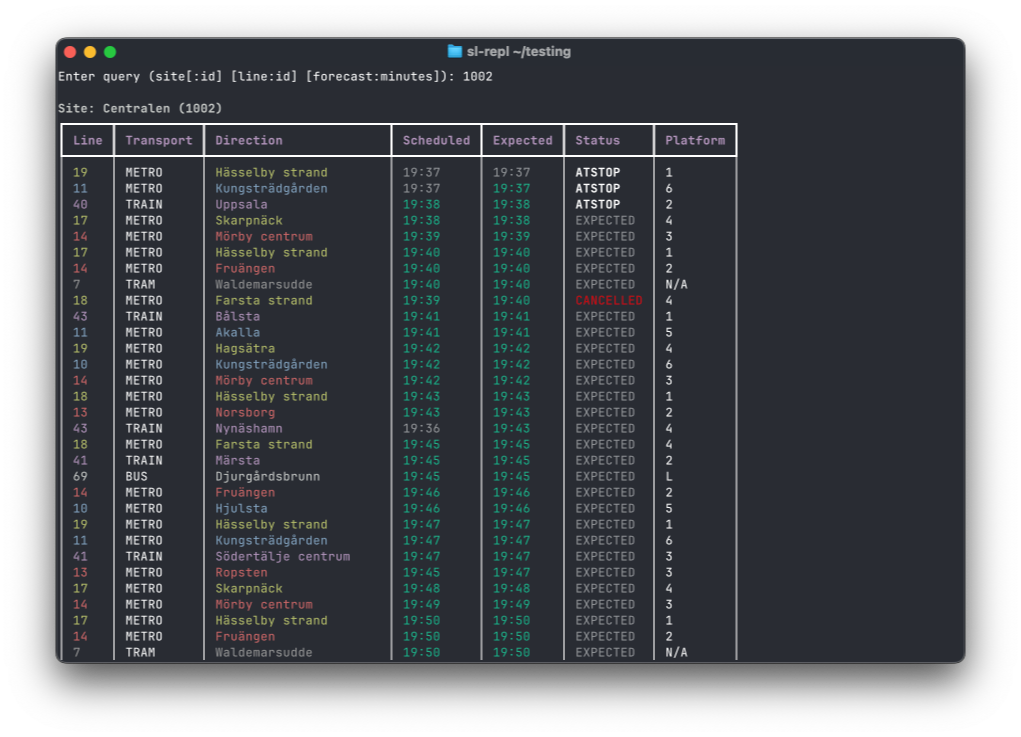 sl-repl ~/testing
Enter query (site[:id] [line:id] [forecast:minutes]): 1002
Site: Centralen (1002)
Line Transport Direction Scheduled Expected Status Platform
19 METRO Hässelby strand 19:37 19:37 ATSTOP 1
11 METRO Kungsträdgården 19:37 19:37 ATSTOP 6
40 TRAIN Uppsala 19:38 19:38 ATSTOP 2
17 METRO Skarpnäck 19:38 19:38 EXPECTED 4
14 METRO Mörby centrum 19:39 19:39 EXPECTED 3
17 METRO Hässelby strand 19:40 19:40 EXPECTED 1
14 METRO Fruängen 19:40 19:40 EXPECTED 2
7 TRAM Waldemarsudde 19:40 19:40 EXPECTED N/A
18 METRO Farsta strand 19:39 19:40 CANCELLED 4
43 TRAIN Bålsta 19:41 19:41 EXPECTED 1
11 METRO Akalla 19:41 19:41 EXPECTED 5
19 METRO Hagsätra 19:42 19:42 EXPECTED 4
10 METRO Kungsträdgården 19:42 19:42 EXPECTED 6
14 METRO Mörby centrum 19:42 19:42 EXPECTED 3
18 METRO Hässelby strand 19:43 19:43 EXPECTED 1
13 METRO Norsborg 19:43 19:43 EXPECTED 2
43 TRAIN Nynäshamn 19:36 19:43 EXPECTED 4
18 METRO Farsta strand 19:45 19:45 EXPECTED 4
41 TRAIN Märsta 19:45 19:45 EXPECTED 2
69 BUS Djurgårdsbrunn 19:45 19:45 EXPECTED L
14 METRO Fruängen 19:46 19:46 EXPECTED 2
10 METRO Hjulsta 19:46 19:46 EXPECTED 5
19 METRO Hässelby strand 19:47 19:47 EXPECTED 1
11 METRO Kungsträdgården 19:47 19:47 EXPECTED 6
41 TRAIN Södertälje centrum 19:47 19:47 EXPECTED 3
13 METRO Ropsten 19:45 19:47 EXPECTED 3
17 METRO Skarpnäck 19:48 19:48 EXPECTED 4
14 METRO Mörby centrum 19:49 19:49 EXPECTED 3
17 METRO Hässelby strand 19:50 19:50 EXPECTED 1
14 METRO Fruängen 19:50 19:50 EXPECTED 2
7 TRAM Waldemarsudde 19:50 19:50 EXPECTED N/A